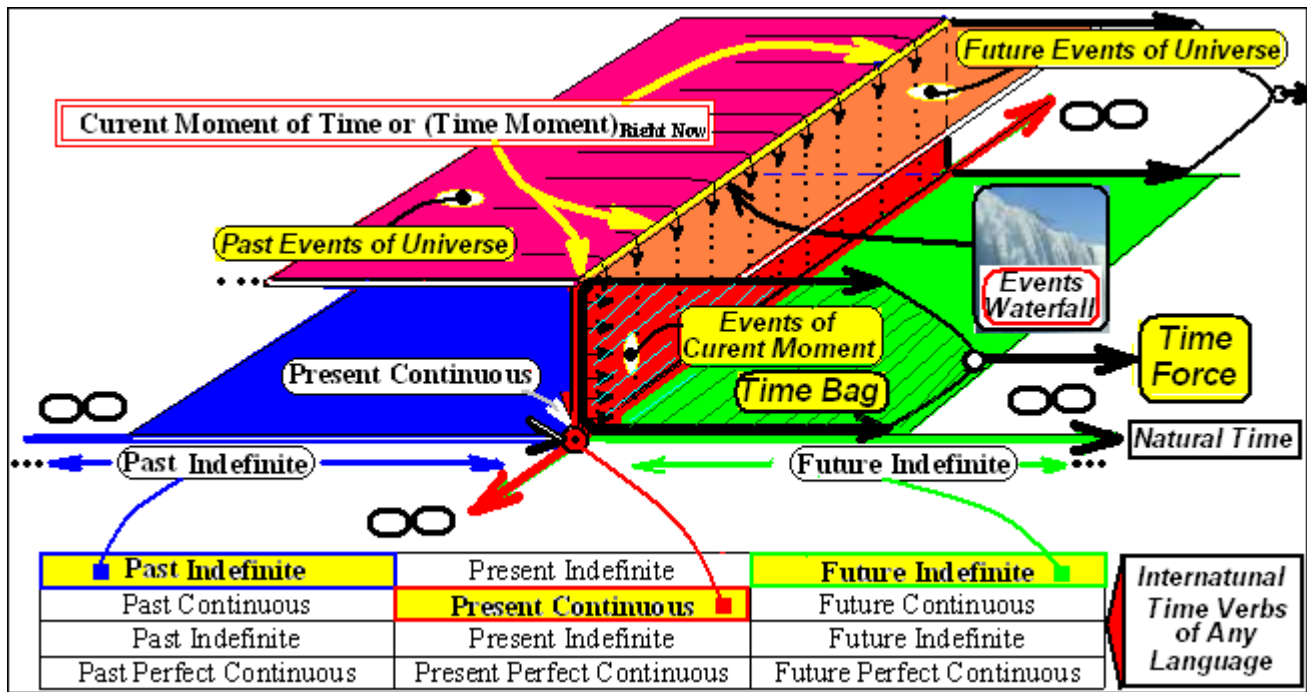 Future Events of Universe
Curent Moment of Time or (Time Moment)Right Now
Past Events of Universe
Events
Waterfall
Events of
Curent Moment
Time
Force
Present Continuous
Time Bag
Natural Time
Past Indefinite
Future Indefinite
Past Indefinite Present Indefinite Future Indefinite
Past Continuous Present Continuous Future Continuous
Past Indefinite Present Indefinite Future Indefinite
Past Perfect Continuous Present Perfect Continuous Future Perfect Continuous
Internatunal
Time Verbs
of Any
Language